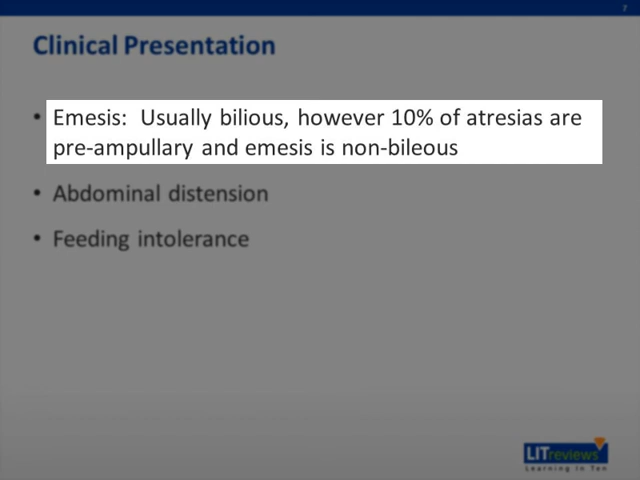 7
Clinical Presentation
• Emesis: Usually bilious, however 10% of atresias are
pre-ampullary and emesis is non-bileous
• Abdominal distension
• Feeding intolerance
LITreviews
Learning In Ten